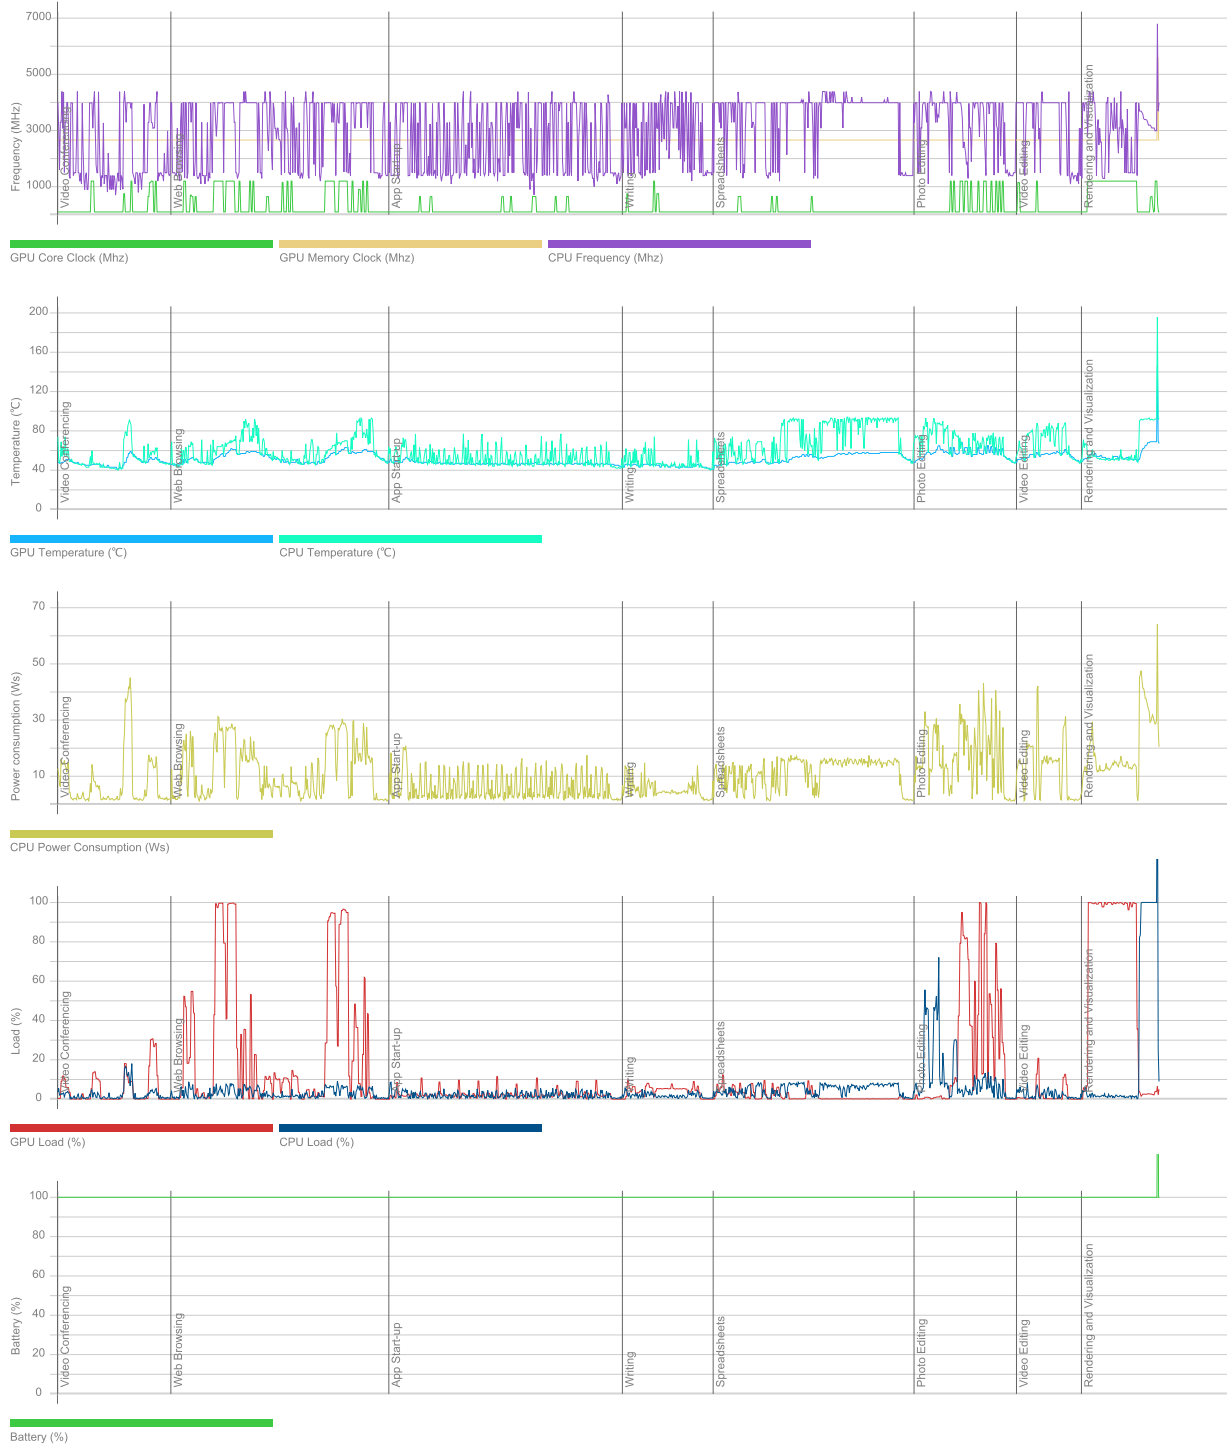 7000
5000
3000
1000
Frequency (MHz)
Video Conferencing
Web Browsing
App Start-up
Writing
Spreadsheets
Photo Editing
Video Editing
Rendering and Visualization
GPU Core Clock (Mhz)
GPU Memory Clock (Mhz)
CPU Frequency (Mhz)
200
160
120
80
40
0
Temperature (℃)
Video Conferencing
Web Browsing
App Start-up
Writing
Spreadsheets
Photo Editing
Video Editing
Rendering and Visualization
GPU Temperature (℃)
CPU Temperature (℃)
70
50
30
10
Power consumption (Ws)
Video Conferencing
Web Browsing
App Start-up
Writing
Spreadsheets
Photo Editing
Video Editing
Rendering and Visualization
CPU Power Consumption (Ws)
100
80
60
40
20
0
Load (%)
Video Conferencing
Web Browsing
App Start-up
Writing
Spreadsheets
Photo Editing
Video Editing
Rendering and Visualization
GPU Load (%)
CPU Load (%)
100
80
60
40
20
0
Battery (%)
Video Conferencing
Web Browsing
App Start-up
Writing
Spreadsheets
Photo Editing
Video Editing
Rendering and Visualization
Battery (%)